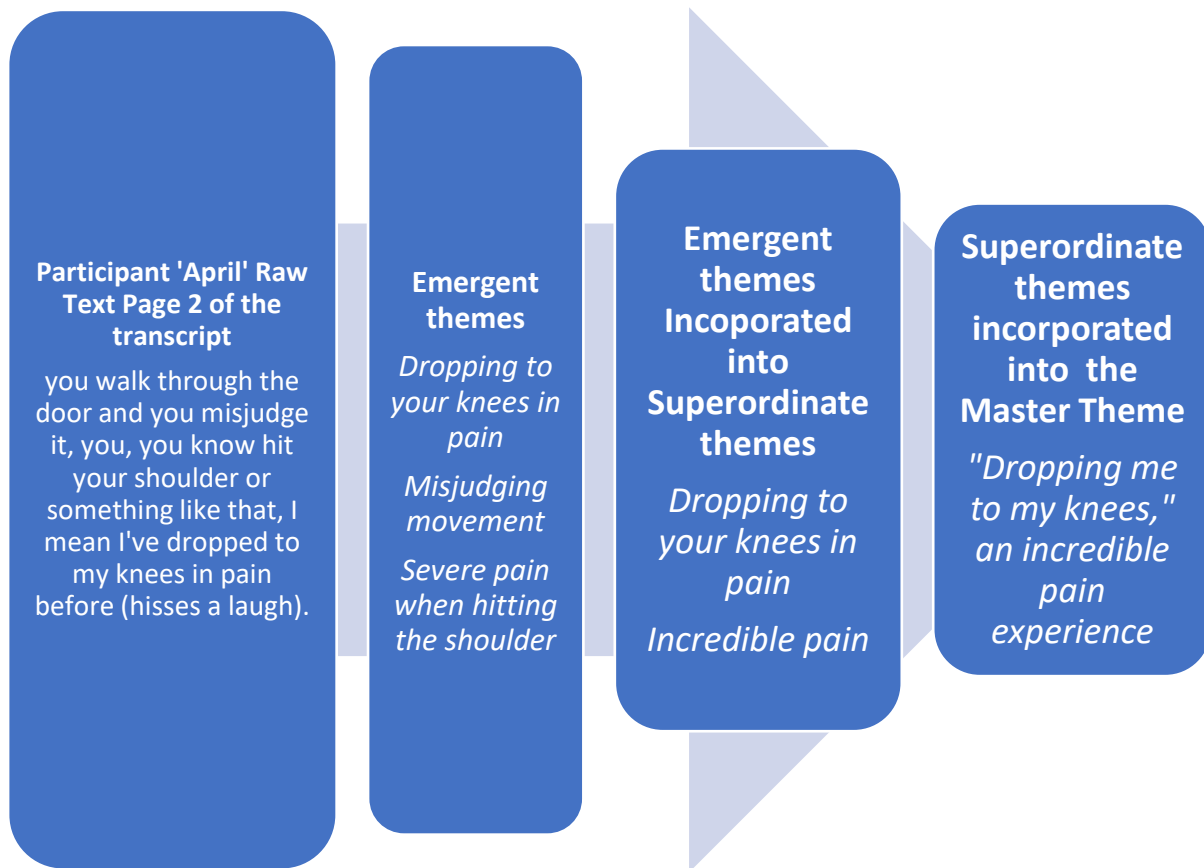 Participant 'April' Raw
Text Page 2 of the
transcript
you walk through the
door and you misjudge
it, you, you know hit
your shoulder or
something like that, I
mean I've dropped to
my knees in pain
before (hisses a laugh).
Emergent
themes
Dropping to
your knees in
pain
Misjudging
movement
Severe pain
when hitting
the shoulder
Emergent
themes
Incoporated
into
Superordinate
themes
Dropping to
your knees in
pain
Incredible pain
Superordinate
themes
incorporated
into the
Master Theme
"Dropping me
to my knees,"
an incredible
pain
experience